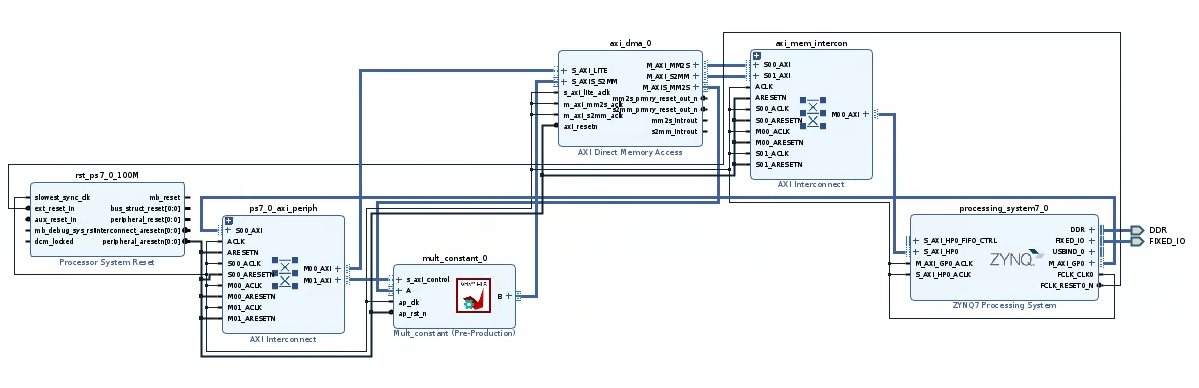 rst_ps7_0_100M
slowest_sync_clk
ext_reset_in
aux_reset_in
mb_debug_sys_rst
dcm_locked
mb_reset
bus_struct_reset[0:0]
peripheral_reset[0:0]
interconnect_aresetn[0:0]
peripheral_aresetn[0:0]
Processor System Reset
ps7_0_axi_periph
S00_AXI
ACLK
ARESETN
S00_ACLK
S00_ARESETN
M00_ACLK
M00_ARESETN
M01_ACLK
M01_ARESETN
M00_AXI
M01_AXI
AXI Interconnect
mult_constant_0
s_axi_control
A
ap_clk
ap_rst_n
B
Mult_constant (Pre-Production)
axi_dma_0
S_AXI_LITE
S_AXIS_S2MM
s_axi_lite_aclk
m_axi_mm2s_aclk
m_axi_s2mm_aclk
axi_resetn
M_AXI_MM2S
M_AXI_S2MM
M_AXIS_MM2S
mm2s_prmry_reset_out_n
s2mm_prmry_reset_out_n
mm2s_introut
s2mm_introut
AXI Direct Memory Access
axi_mem_intercon
S00_AXI
S01_AXI
ACLK
ARESETN
S00_ACLK
S00_ARESETN
M00_ACLK
M00_ARESETN
S01_ACLK
S01_ARESETN
M00_AXI
AXI Interconnect
processing_system7_0
S_AXI_HP0_FIFO_CTRL
S_AXI_HP0
M_AXI_GP0_ACLK
S_AXI_HP0_ACLK
ZYNQ
DDR
FIXED_IO
USBIND_0
M_AXI_GP0
FCLK_CLK0
FCLK_RESET0_N
ZYNQ7 Processing System
DDR
FIXED_IO